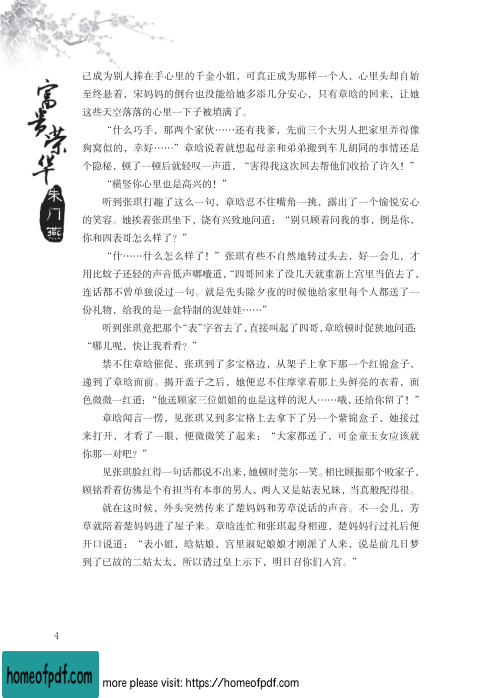 富贵荣华
朱门燕
己成为别人捧在手心里的千金小姐，可真正成为那样一个人，心里头却自始
至终悬着，宋妈妈的倒台也没能给她多添几分安心，只有章晗的回来，让她
这些天空落落的心里一下子被填满了。
“什么巧手，那两个家伙……还有我爹，先前三个大男人把家里弄得像
狗窝似的，幸好……”章晗说着就想起母亲和弟弟搬到车儿胡同的事情还是
个隐秘，顿了一顿后就轻叹一声道，“害得我这次回去帮他们收拾了许久！”
“横竖你心里也是高兴的！”
听到张琪打趣了这么一句，章晗忍不住嘴角一挑，露出了一个愉悦安心
的笑容。她挨着张琪坐下，饶有兴致地问道：“别只顾着问我的事，倒是你，
你和四表哥怎么样了？”
“什……什么怎么样了！”张琪有些不自然地转过头去，好一会儿，才
用比蚊子还轻的声音低声嘟囔道，“四哥回来了没几天就重新上宫里当值去了，
连话都不曾单独说过一句。就是先头除夕夜的时候他给家里每个人都送了一
份礼物，给我的是一盒特制的泥娃娃……”
听到张琪竟把那个“表”字省去了，直接叫起了四哥，章晗顿时促狭地问道：
“哪儿呢，快让我看看？”
禁不住章晗催促，张琪到了多宝格边，从架子上拿下那一个红锦盒子，
递到了章晗面前。揭开盖子之后，她便忍不住摩挲着那上头鲜亮的衣着，面
色微微一红道：“他送顾家三位姐姐的也是这样的泥人……哦，还给你留了！”
章晗闻言一愣，见张琪又到多宝格上去拿下了另一个紫锦盒子，她接过
来打开，才看了一眼，便微微笑了起来：“大家都送了，可金童玉女应该就
你那一对吧？”
见张琪脸红得一句话都说不出来，她顿时莞尔一笑。相比顾振那个败家子，
顾铭看着仿佛是个有担当有本事的男人，两人又是姑表兄妹，当真般配得很。
就在这时候，外头突然传来了楚妈妈和芳草说话的声音。不一会儿，芳
草就陪着楚妈妈进了屋子来。章晗连忙和张琪起身相迎，楚妈妈行过礼后便
开口说道：“表小姐，晗姑娘，宫里淑妃娘娘才刚派了人来，说是前几日梦
到了已故的二姑太太，所以请过皇上示下，明日召你们入宫。”
4
homeofpdf.com
more please visit: https://homeofpdf.com